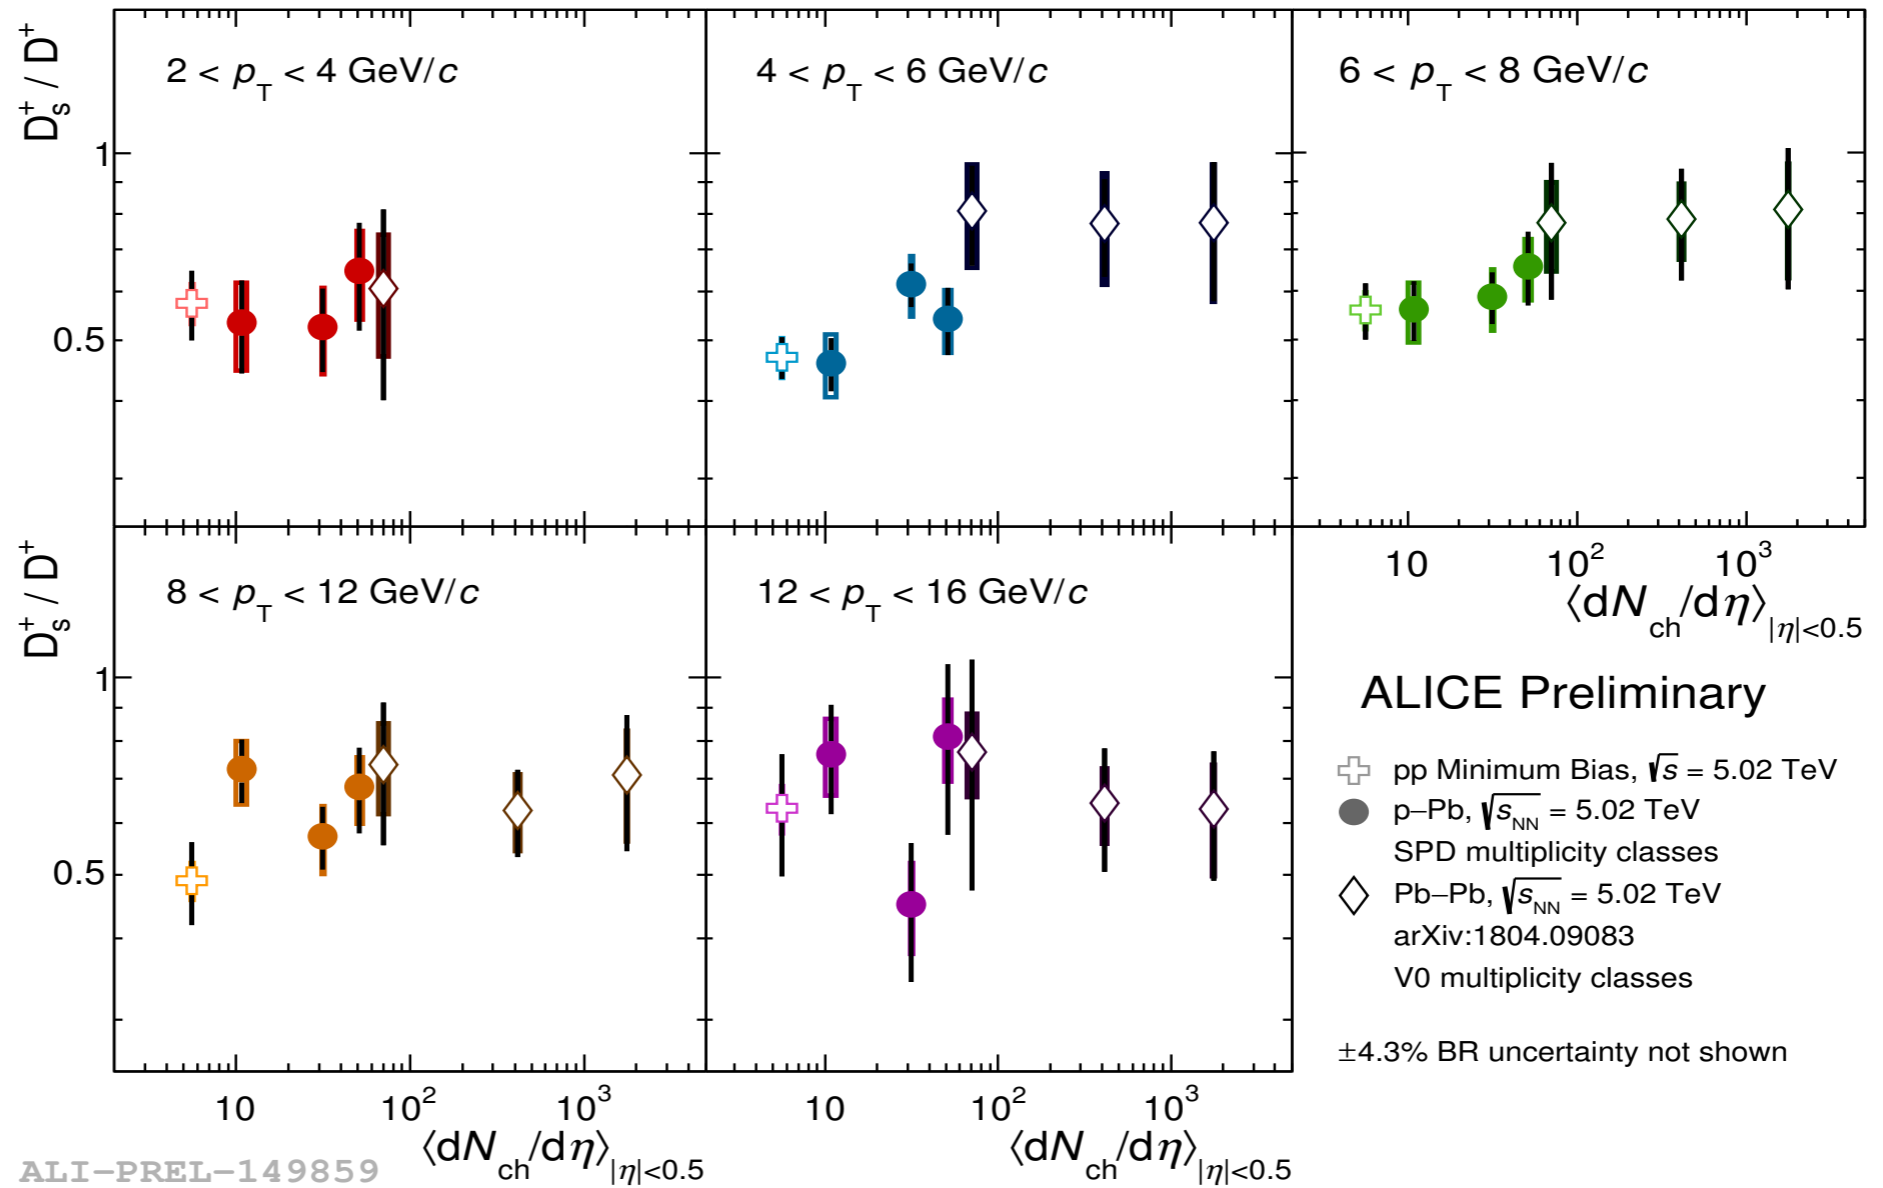 D_s^+ / D^+
2 < p_T < 4 GeV/c
4 < p_T < 6 GeV/c
6 < p_T < 8 GeV/c
1
0.5
10
10^2
10^3
⟨dN_ch/dη⟩_|η|<0.5
D_s^+ / D^+
8 < p_T < 12 GeV/c
12 < p_T < 16 GeV/c
1
0.5
ALICE Preliminary
pp Minimum Bias, √s = 5.02 TeV
p–Pb, √s_NN = 5.02 TeV
SPD multiplicity classes
Pb–Pb, √s_NN = 5.02 TeV
arXiv:1804.09083
V0 multiplicity classes
±4.3% BR uncertainty not shown
10
10^2
10^3
10
10^2
10^3
⟨dN_ch/dη⟩_|η|<0.5
⟨dN_ch/dη⟩_|η|<0.5
ALI–PREL–149859